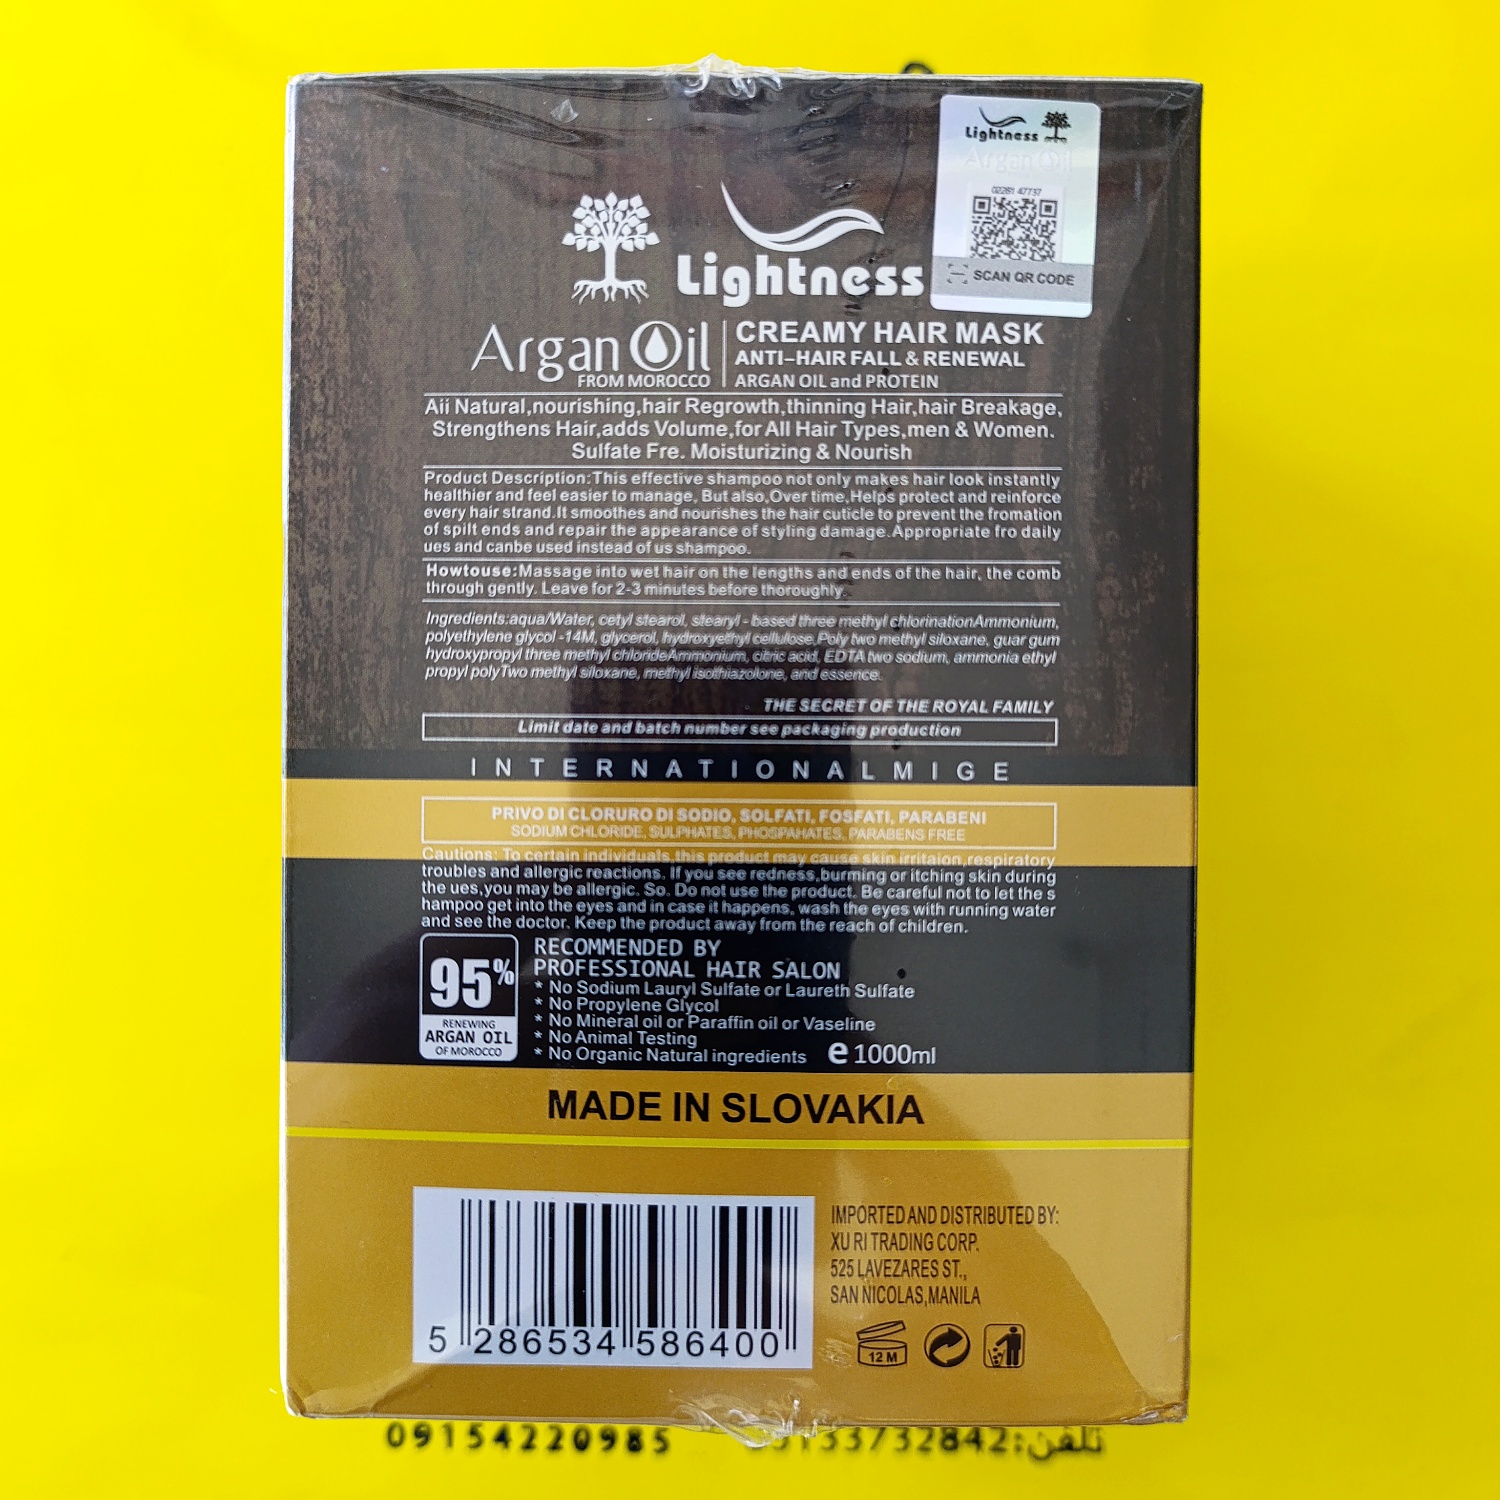 Lightness
Argan Oil
02281 47737
SCAN QR CODE
Lightness
Argan Oil
FROM MOROCCO
CREAMY HAIR MASK
ANTI-HAIR FALL & RENEWAL
ARGAN OIL and PROTEIN
Aii Natural,nourishing,hair Regrowth,thinning Hair,hair Breakage,
Strengthens Hair,adds Volume,for All Hair Types,men & Women.
Sulfate Fre. Moisturizing & Nourish
Product Description:This effective shampoo not only makes hair look instantly
healthier and feel easier to manage, But also,Over time,Helps protect and reinforce
every hair strand.It smoothes and nourishes the hair cuticle to prevent the fromation
of spilt ends and repair the appearance of styling damage.Appropriate fro daily
ues and canbe used instead of us shampoo.
Howtouse:Massage into wet hair on the lengths and ends of the hair, the comb
through gently. Leave for 2-3 minutes before thoroughly.
Ingredients:aqua/Water, cetyl stearol, stearyl - based three methyl chlorinationAmmonium,
polyethylene glycol -14M, glycerol, hydroxyethyl cellulose,Poly two methyl siloxane, guar gum
hydroxypropyl three methyl chlorideAmmonium, citric acid, EDTA two sodium, ammonia ethyl
propyl polyTwo methyl siloxane, methyl isothiazolone, and essence.
THE SECRET OF THE ROYAL FAMILY
Limit date and batch number see packaging production
INTERNATIONALMIGE
PRIVO DI CLORURO DI SODIO, SOLFATI, FOSFATI, PARABENI
SODIUM CHLORIDE, SULPHATES, PHOSPAHATES, PARABENS FREE
Cautions: To certain individuals,this product may cause skin irritaion,respiratory
troubles and allergic reactions. If you see redness,burming or itching skin during
the ues,you may be allergic. So. Do not use the product. Be careful not to let the s
hampoo get into the eyes and in case it happens, wash the eyes with running water
and see the doctor. Keep the product away from the reach of children.
95%
RENEWING
ARGAN OIL
OF MOROCCO
RECOMMENDED BY
PROFESSIONAL HAIR SALON
* No Sodium Lauryl Sulfate or Laureth Sulfate
* No Propylene Glycol
* No Mineral oil or Paraffin oil or Vaseline
* No Animal Testing
* No Organic Natural ingredients
e 1000ml
MADE IN SLOVAKIA
5 286534 586400
IMPORTED AND DISTRIBUTED BY:
XU RI TRADING CORP.
525 LAVEZARES ST.,
SAN NICOLAS,MANILA
12 M
09154220985
تلفن:09153732842